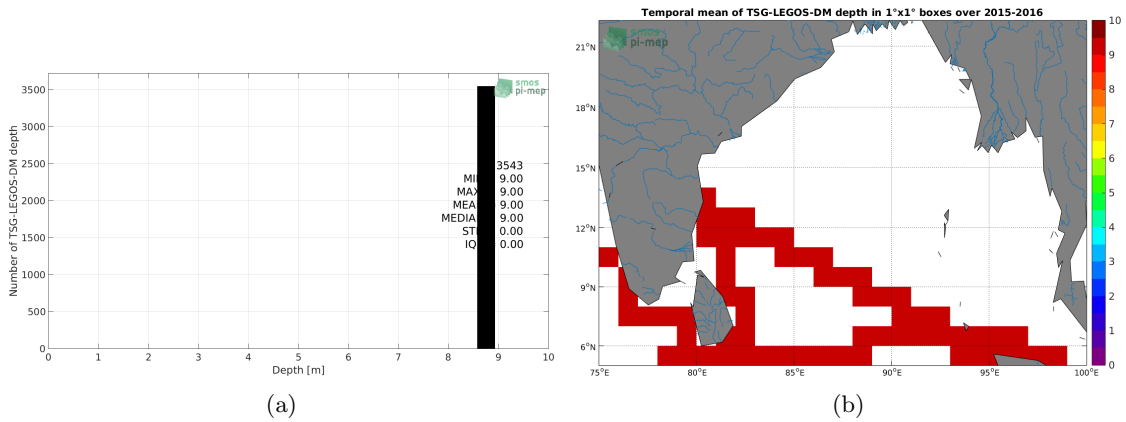 smos
pi-mep
3500
3000
2500
2000
1500
1000
500
0
Number of TSG-LEGOS-DM depth
3543
9.00
9.00
9.00
MEDIAN 9.00
0.00
0.00
0 1 2 3 4 5 6 7 8 9 10
Depth [m]
(a)
Temporal mean of TSG-LEGOS-DM depth in 1°x1° boxes over 2015-2016
smos
pi-mep
21°N
18°N
15°N
12°N
9°N
6°N
75°E 80°E 85°E 90°E 95°E 100°E
10
9
8
7
6
5
4
3
2
1
0
(b)